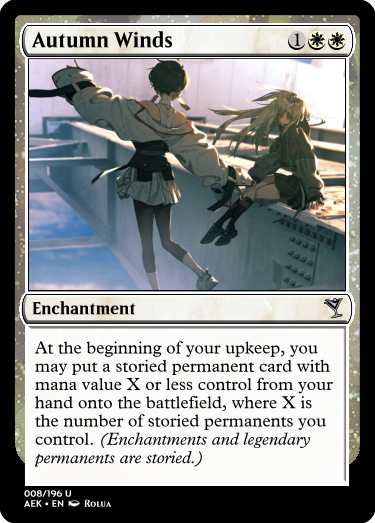 Autumn Winds 1
Enchantment
At the beginning of your upkeep, you
may put a storied permanent card with
mana value X or less control from your
hand onto the battlefield, where X is
the number of storied permanents you
control. (Enchantments and legendary
permanents are storied.)
008/196 U
AEK • EN Rolua